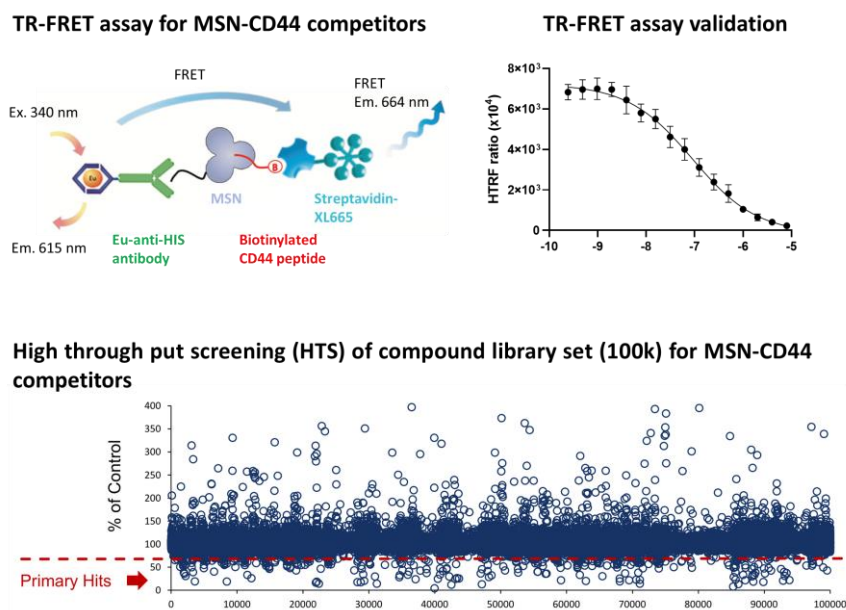 TR-FRET assay for MSN-CD44 competitors
FRET
FRET
Em. 664 nm
Ex. 340 nm
Eu
MSN
B
Streptavidin-
XL665
Em. 615 nm
Eu-anti-HIS
antibody
Biotinylated
CD44 peptide
TR-FRET assay validation
HTRF ratio (x10⁴)
8×10³
6×10³
4×10³
2×10³
0
-10 -9 -8 -7 -6 -5
High through put screening (HTS) of compound library set (100k) for MSN-CD44
competitors
% of Control
400
350
300
250
200
150
100
50
0
Primary Hits
0 10000 20000 30000 40000 50000 60000 70000 80000 90000 100000